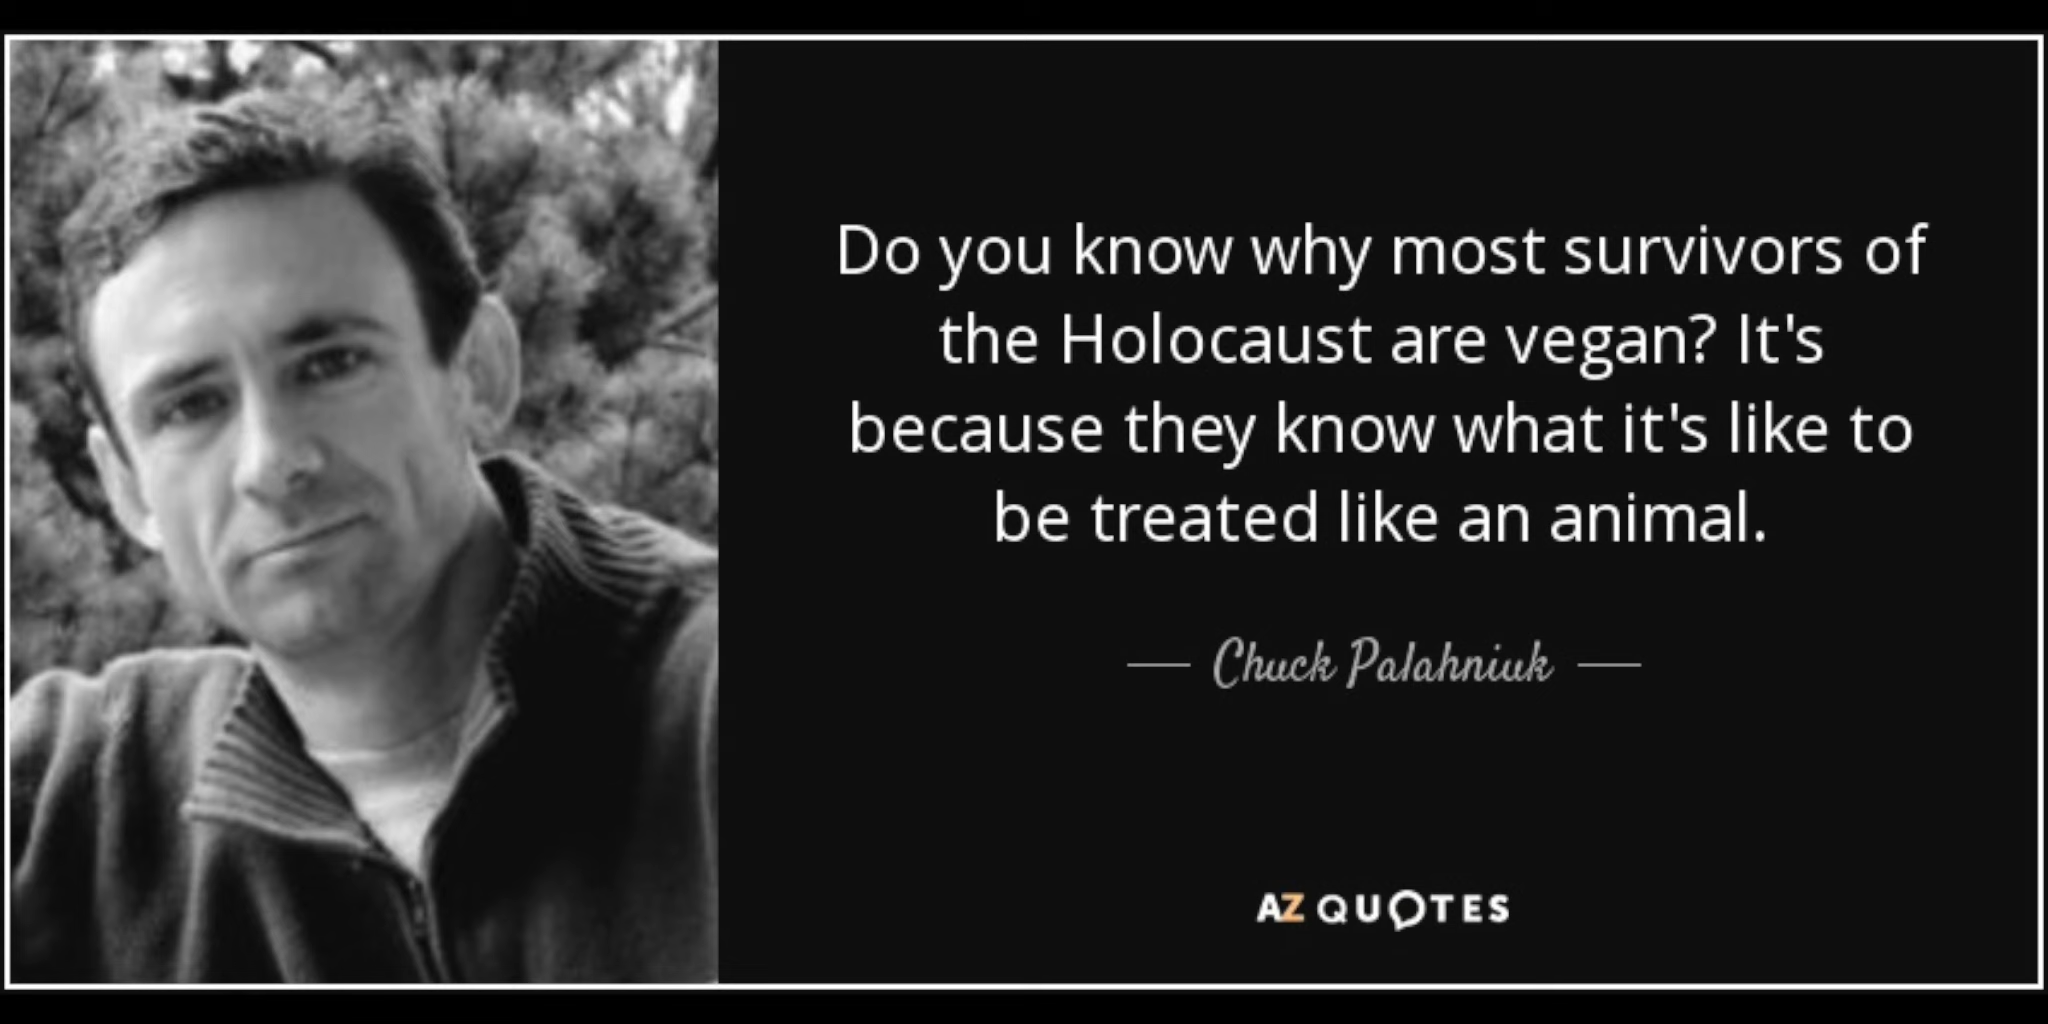 Do you know why most survivors of
the Holocaust are vegan? It's
because they know what it's like to
be treated like an animal.
Chuck Palahniuk
AZ QUOTES